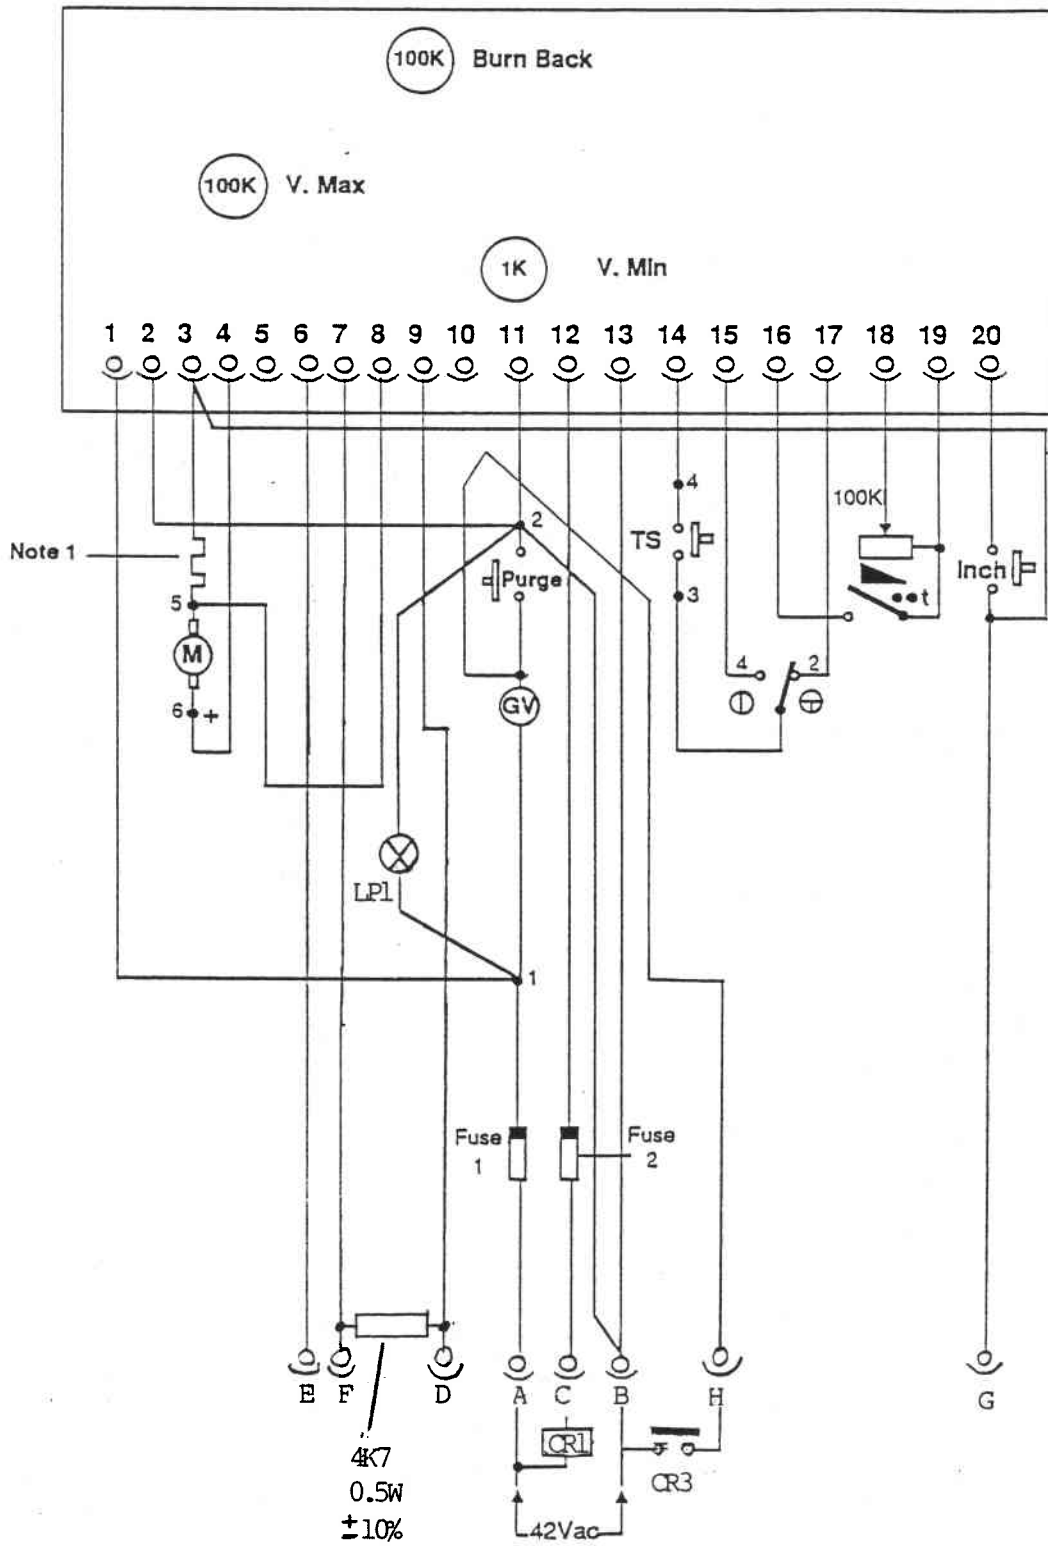 100K Burn Back
100K V. Max
1K V. Min
1 2 3 4 5 6 7 8 9 10 11 12 13 14 15 16 17 18 19 20
4
100K
2
Note 1
TS
Purge
Inch
t
5
3
M
4 2
6 +
GV
LP1
1
Fuse
1
Fuse
2
E F D A C B H G
CR1
CR3
4K7
0.5W
±10%
42Vac